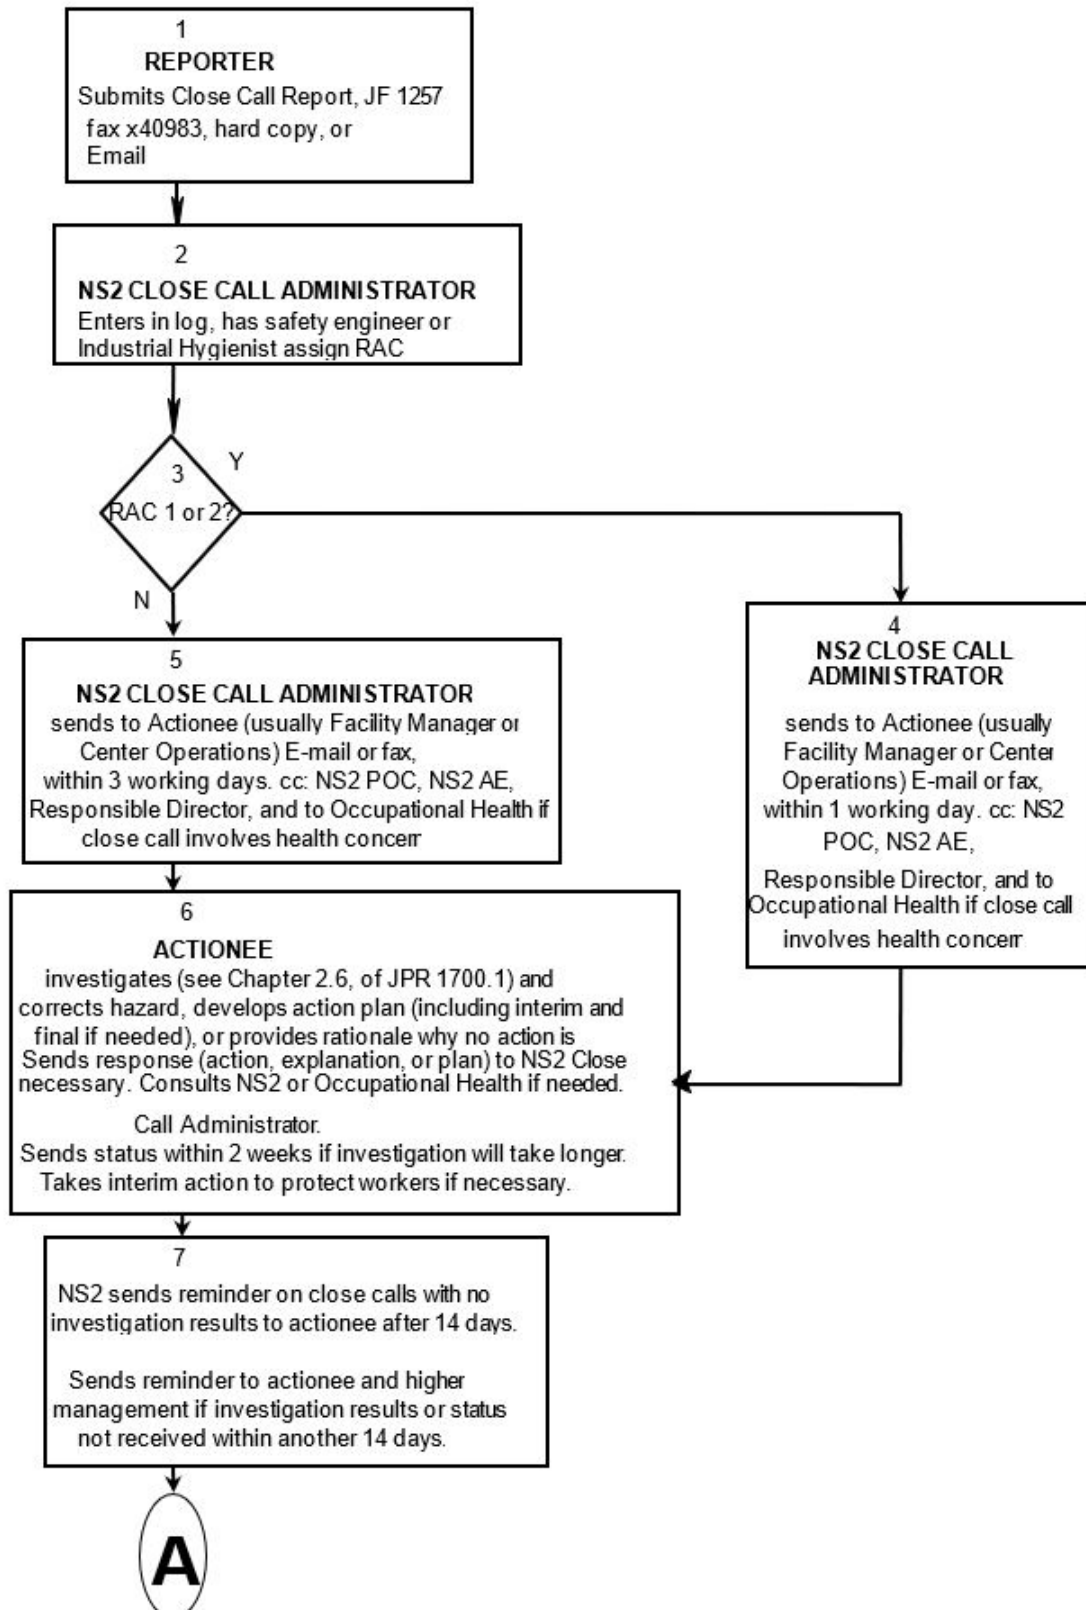 1
REPORTER
Submits Close Call Report, JF 1257
fax x40983, hard copy, or
Email
2
NS2 CLOSE CALL ADMINISTRATOR
Enters in log, has safety engineer or
Industrial Hygienist assign RAC
3
Y
RAC 1 or 2?
N
4
NS2 CLOSE CALL
ADMINISTRATOR
sends to Actionee (usually
Facility Manager or Center
Operations) E-mail or fax,
within 1 working day. cc: NS2
POC, NS2 AE,
Responsible Director, and to
Occupational Health if close call
involves health concern
5
NS2 CLOSE CALL ADMINISTRATOR
sends to Actionee (usually Facility Manager or
Center Operations) E-mail or fax,
within 3 working days. cc: NS2 POC, NS2 AE,
Responsible Director, and to Occupational Health if
close call involves health concern
6
ACTIONEE
investigates (see Chapter 2.6, of JPR 1700.1) and
corrects hazard, develops action plan (including interim and
final if needed), or provides rationale why no action is
Sends response (action, explanation, or plan) to NS2 Close
necessary. Consults NS2 or Occupational Health if needed.
Call Administrator.
Sends status within 2 weeks if investigation will take longer.
Takes interim action to protect workers if necessary.
7
NS2 sends reminder on close calls with no
investigation results to actionee after 14 days.
Sends reminder to actionee and higher
management if investigation results or status
not received within another 14 days.
A